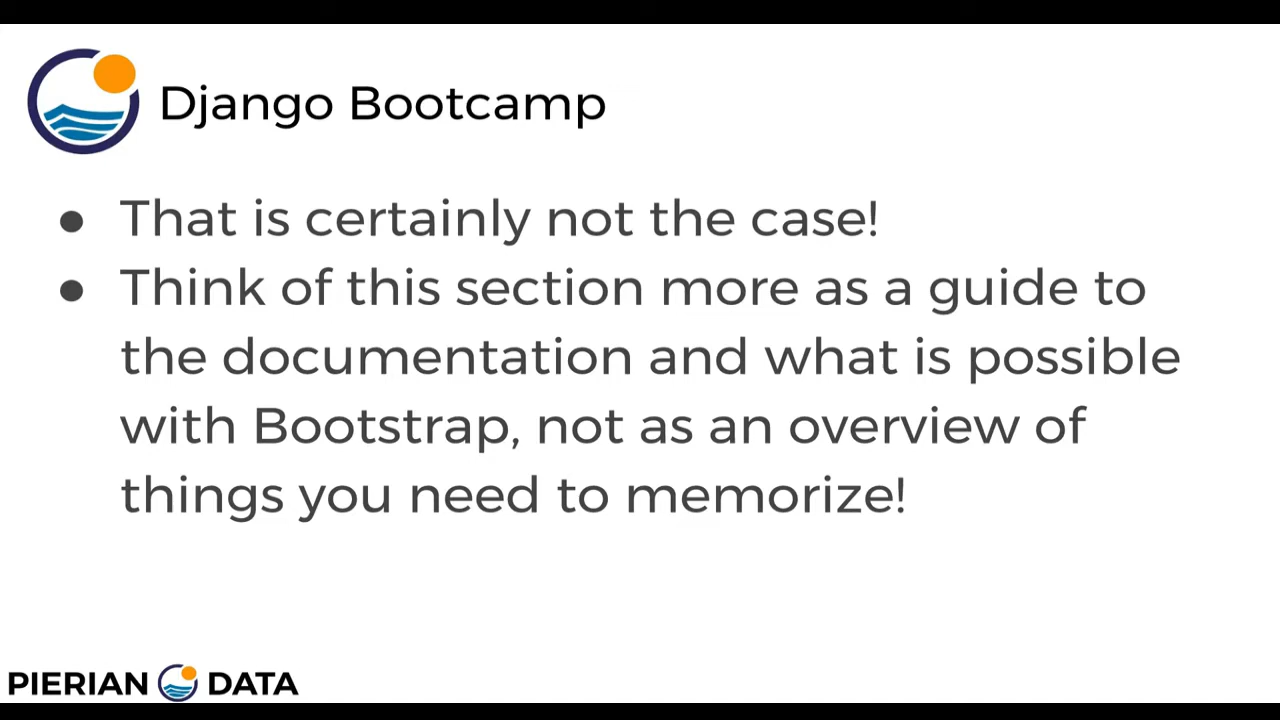 Django Bootcamp
● That is certainly not the case!
● Think of this section more as a guide to
the documentation and what is possible
with Bootstrap, not as an overview of
things you need to memorize!
PIERIAN DATA